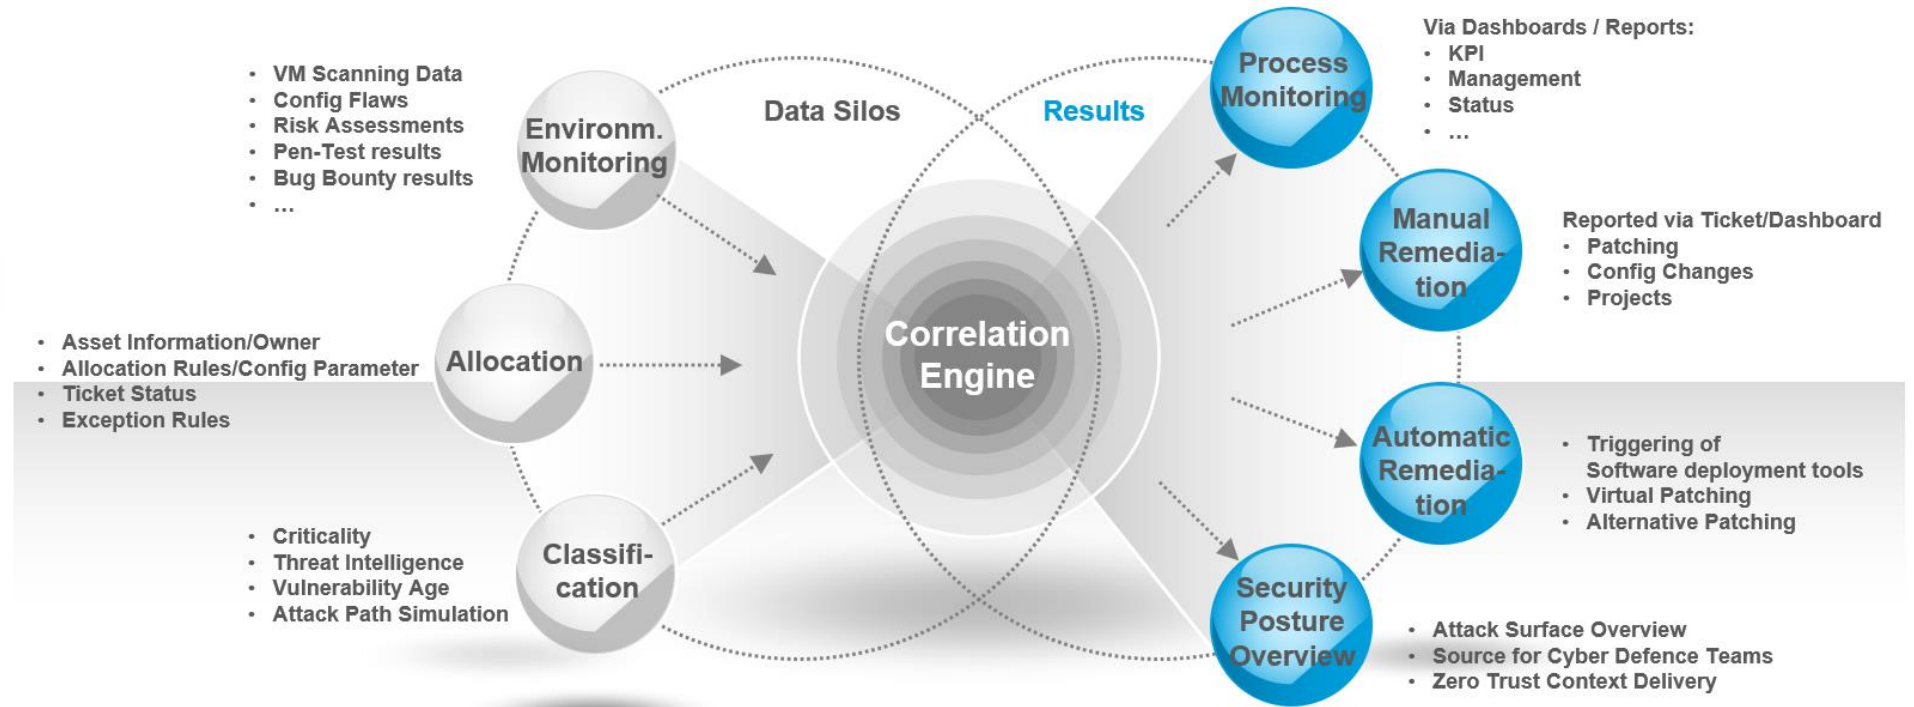 • VM Scanning Data
• Config Flaws
• Risk Assessments
• Pen-Test results
• Bug Bounty results
• ...
Environm.
Monitoring
• Asset Information/Owner
• Allocation Rules/Config Parameter
• Ticket Status
• Exception Rules
Allocation
• Criticality
• Threat Intelligence
• Vulnerability Age
• Attack Path Simulation
Classifi-
cation
Data Silos
Results
Correlation
Engine
Process
Monitoring
Via Dashboards / Reports:
• KPI
• Management
• Status
• ...
Manual
Remedia-
tion
Reported via Ticket/Dashboard
• Patching
• Config Changes
• Projects
Automatic
Remedia-
tion
• Triggering of
Software deployment tools
• Virtual Patching
• Alternative Patching
Security
Posture
Overview
• Attack Surface Overview
• Source for Cyber Defence Teams
• Zero Trust Context Delivery